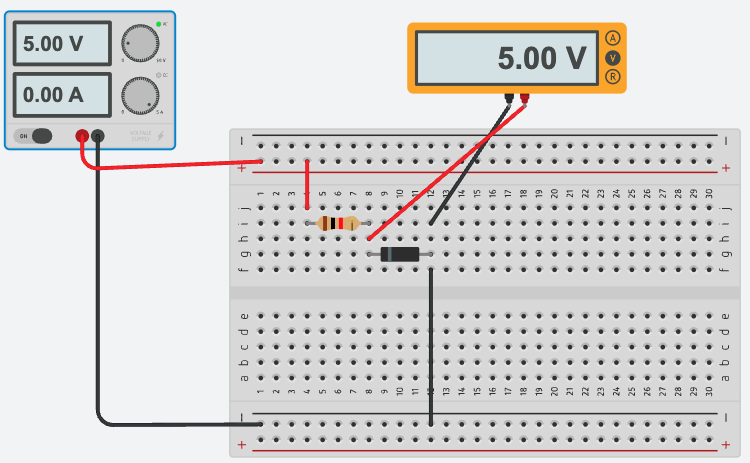 5.00 V
0.00 A
ON
VOLTAGE
SUPPLY
5.00 V
A
V
R
− −
+ +
1 2 3 4 5 6 7 8 9 10 11 12 13 14 15 16 17 18 19 20 21 22 23 24 25 26 27 28 29 30
j j
i i
h h
g g
f f
e e
d d
c c
b b
a a
1 2 3 4 5 6 7 8 9 10 11 12 13 14 15 16 17 18 19 20 21 22 23 24 25 26 27 28 29 30
− −
+ +